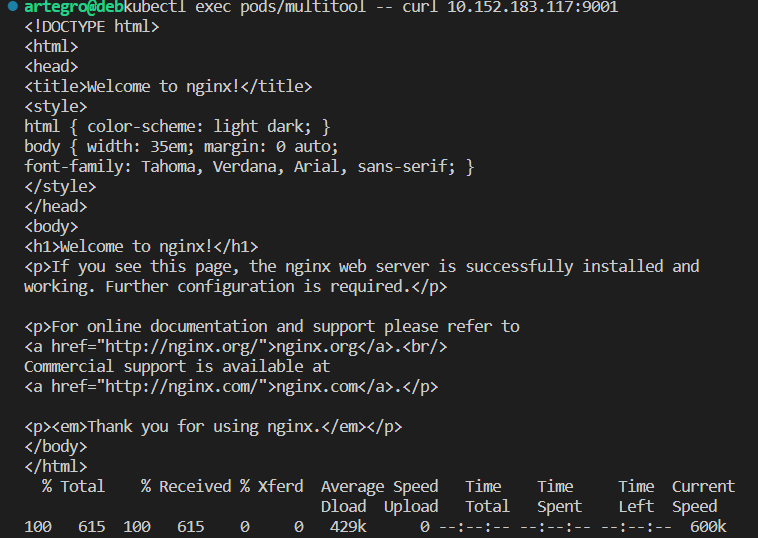 artegro@debkubectl exec pods/multitool -- curl 10.152.183.117:9001
<!DOCTYPE html>
<html>
<head>
<title>Welcome to nginx!</title>
<style>
html { color-scheme: light dark; }
body { width: 35em; margin: 0 auto;
font-family: Tahoma, Verdana, Arial, sans-serif; }
</style>
</head>
<body>
<h1>Welcome to nginx!</h1>
<p>If you see this page, the nginx web server is successfully installed and
working. Further configuration is required.</p>

<p>For online documentation and support please refer to
<a href="http://nginx.org/">nginx.org</a>.<br/>
Commercial support is available at
<a href="http://nginx.com/">nginx.com</a>.</p>

<p><em>Thank you for using nginx.</em></p>
</body>
</html>
  % Total    % Received % Xferd  Average Speed   Time    Time     Time  Current
                                 Dload  Upload   Total   Spent    Left  Speed
100   615  100   615    0     0   429k      0 --:--:-- --:--:-- --:--:--  600k